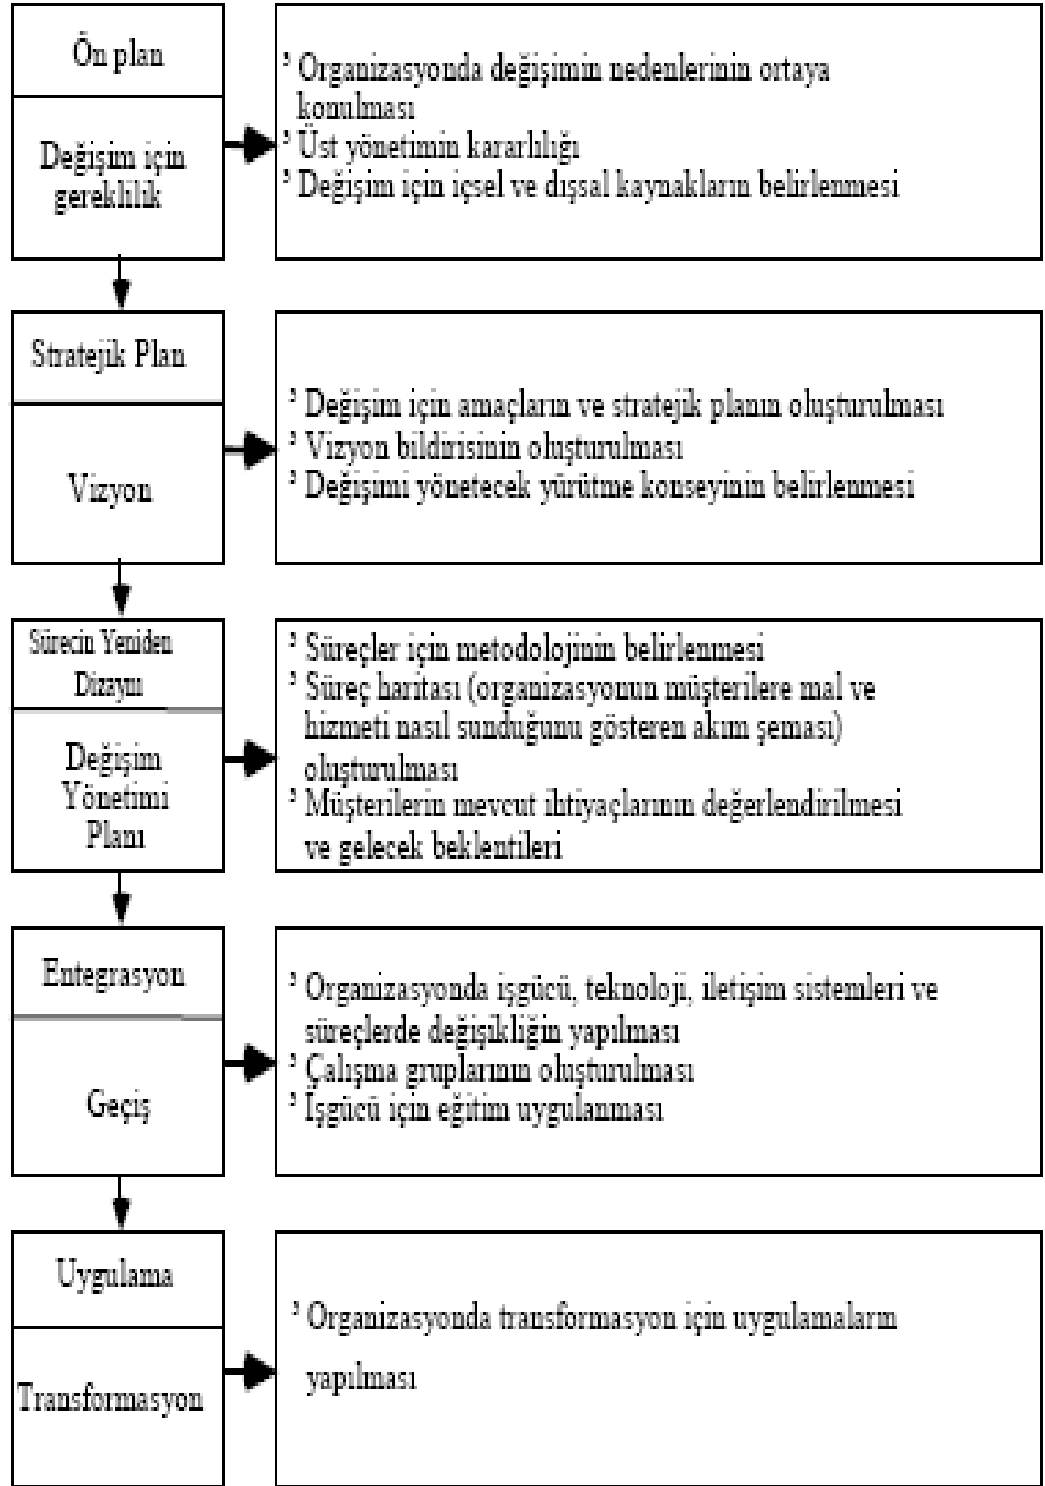 Ön plan
Değişim için
gereklilik
³ Organizasyonda değişimin nedenlerinin ortaya
konulması
³ Üst yönetimin kararlılığı
³ Değişim için içsel ve dışsal kaynakların belirlenmesi
Stratejik Plan
Vizyon
³ Değişim için amaçların ve stratejik planın oluşturulması
³ Vizyon bildirisinin oluşturulması
³ Değişimi yönetecek yürütme konseyinin belirlenmesi
Sürecin Yeniden
Dizaynı
Değişim
Yönetimi
Planı
³ Süreçler için metodolojinin belirlenmesi
³ Süreç haritası (organizasyonun müşterilere mal ve
hizmeti nasıl sunduğunu gösteren akım şeması)
oluşturulması
³ Müşterilerin mevcut ihtiyaçlarının değerlendirilmesi
ve gelecek beklentileri
Entegrasyon
Geçiş
³ Organizasyonda işgücü, teknoloji, iletişim sistemleri ve
süreçlerde değişikliğin yapılması
³ Çalışma gruplarının oluşturulması
³ İşgücü için eğitim uygulanması
Uygulama
Transformasyon
³ Organizasyonda transformasyon için uygulamaların
yapılması